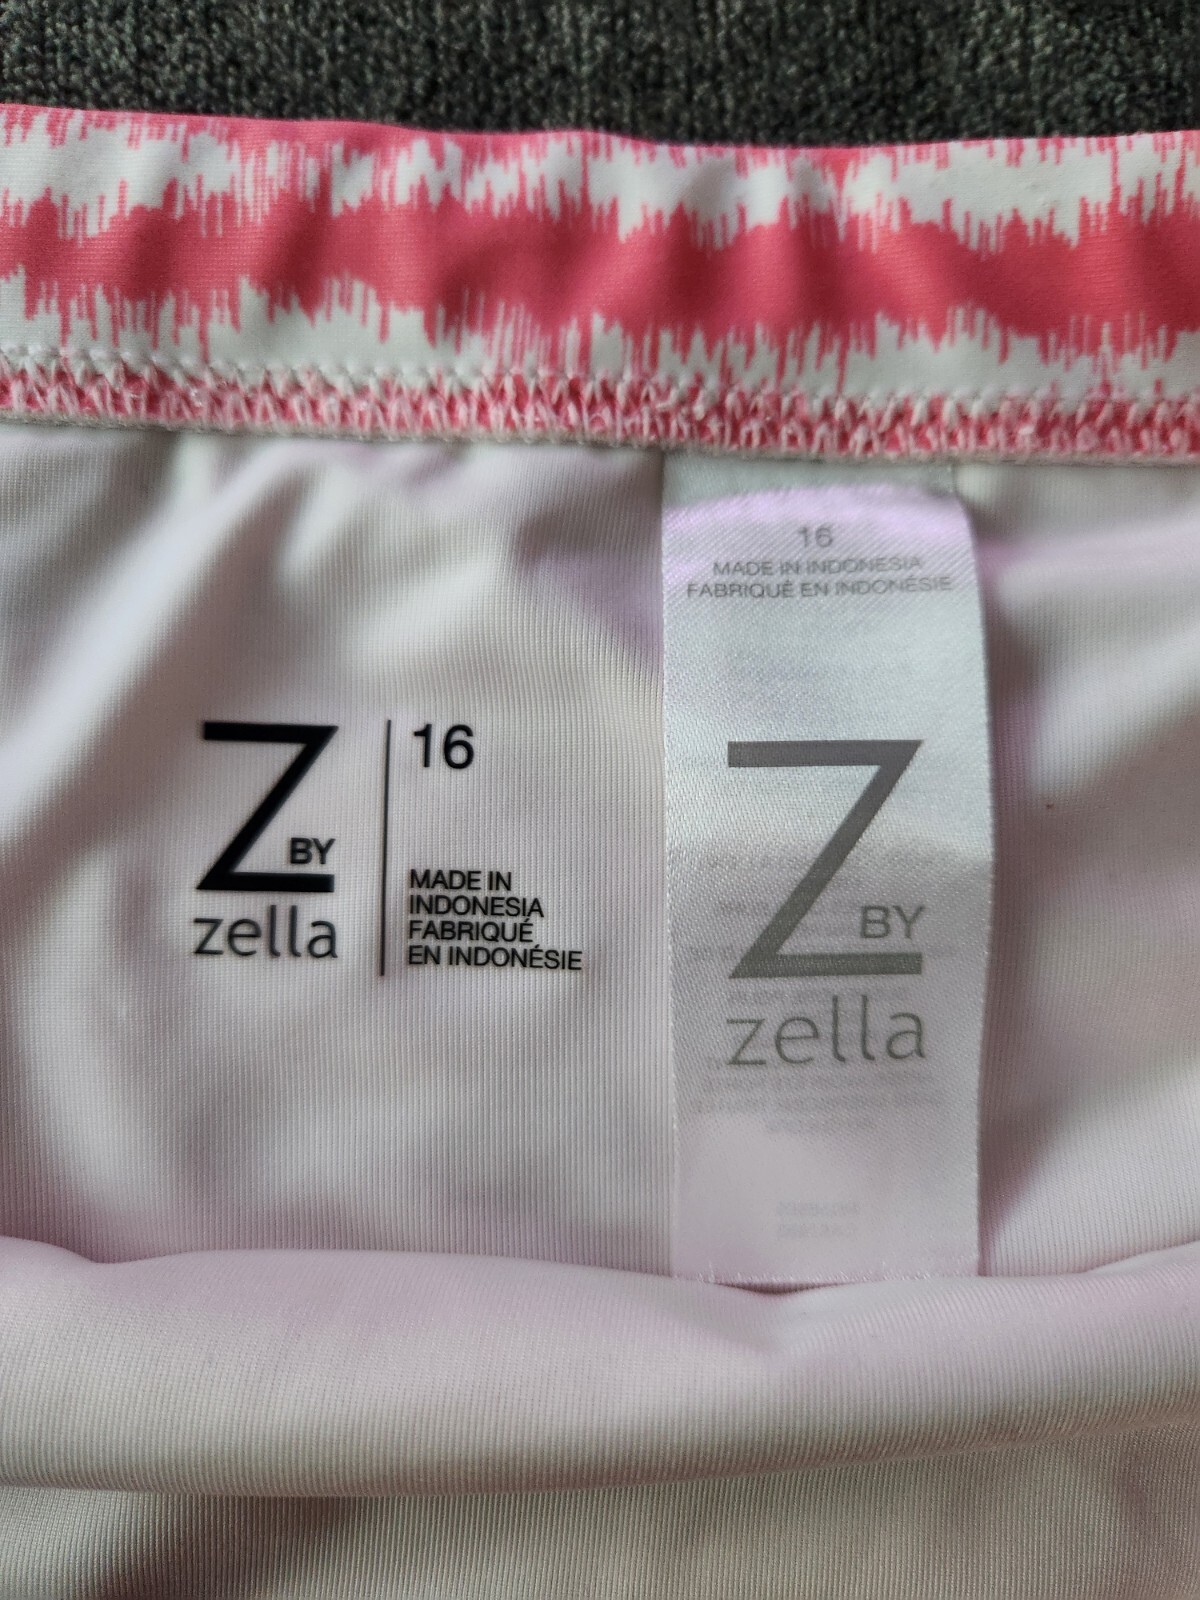 16
MADE IN INDONESIA
FABRIQUÉ EN INDONÉSIE
Z BY
zella
16
MADE IN
INDONESIA
FABRIQUÉ
EN INDONÉSIE
Z BY
zella